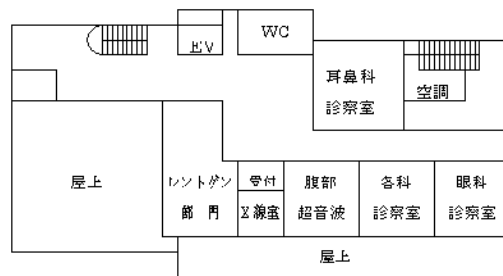 EV
WC
耳鼻科
診察室
空調
屋上
レントゲン
部門
受付
X線室
腹部
超音波
各科
診察室
眼科
診察室
屋上